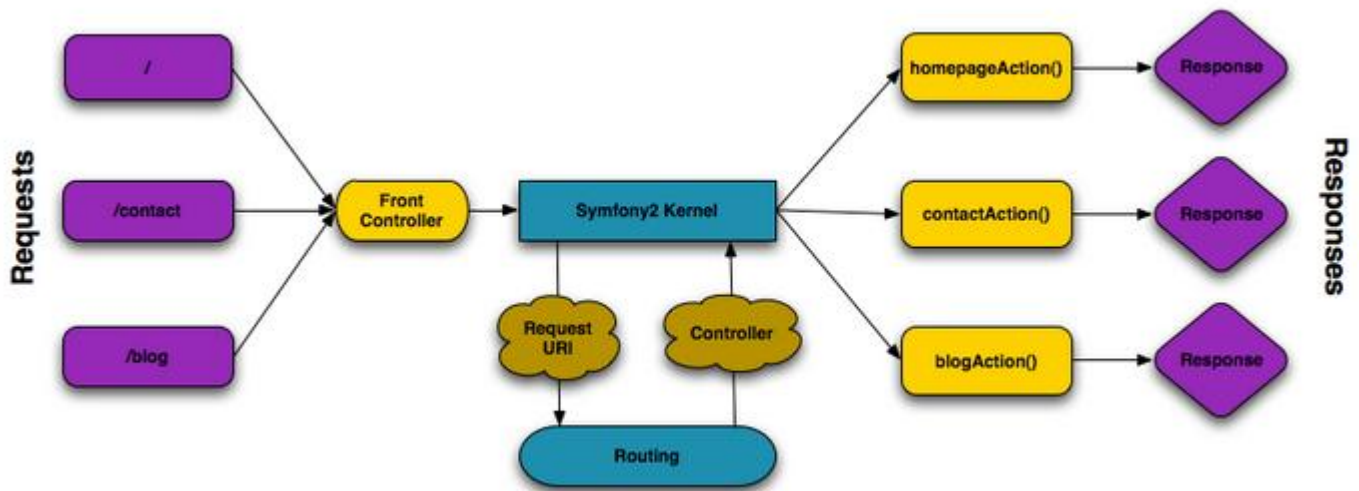 Requests
/
/contact
/blog
Front
Controller
Symfony2 Kernel
Request
URI
Controller
Routing
homepageAction()
contactAction()
blogAction()
Response
Response
Response
Responses